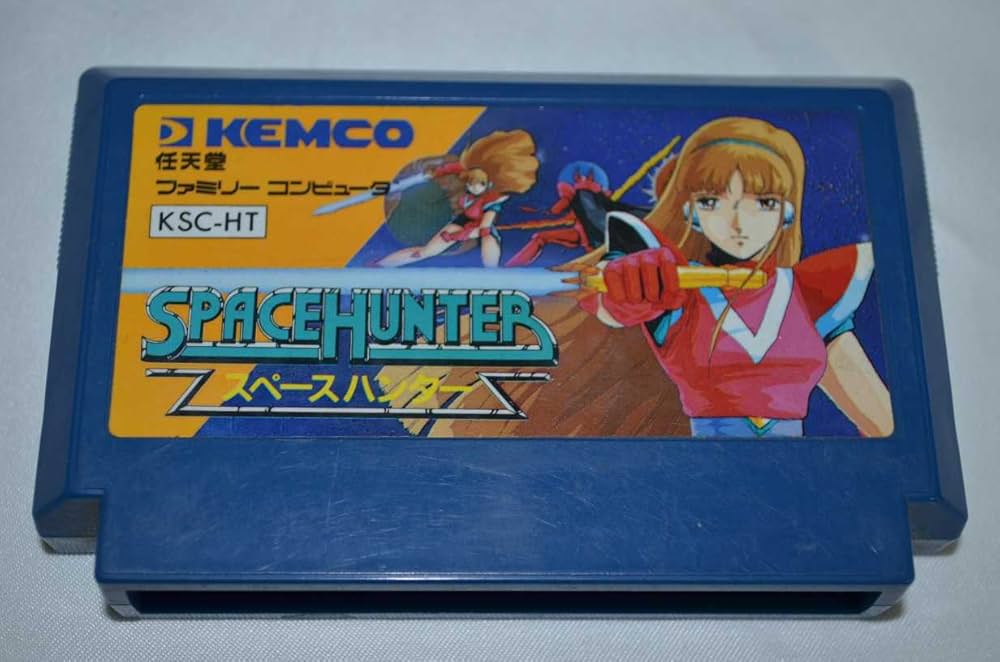 KEMCO
任天堂
ファミリー コンピュータ
KSC-HT
SPACEHUNTER
スペースハンター